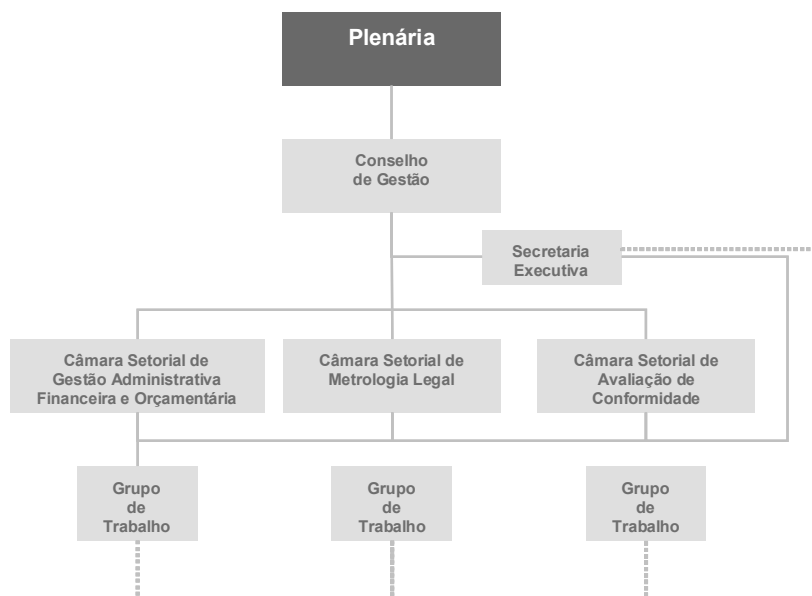 Plenária
Conselho
de Gestão
Secretaria
Executiva
Câmara Setorial de
Gestão Administrativa
Financeira e Orçamentária
Câmara Setorial de
Metrologia Legal
Câmara Setorial de
Avaliação de
Conformidade
Grupo
de
Trabalho
Grupo
de
Trabalho
Grupo
de
Trabalho